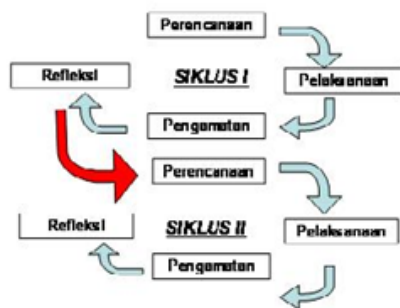 Perencanaan
Refleksi
SIKLUS I
Pelaksanaan
Pengamatan
Perencanaan
Refleksi
SIKLUS II
Pelaksanaan
Pengamatan